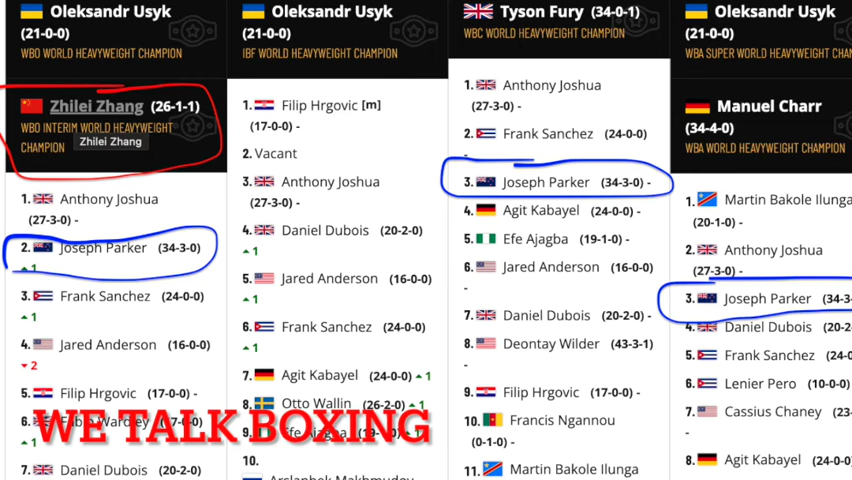 Oleksandr Usyk
(21-0-0)
WBO WORLD HEAVYWEIGHT
CHAMPION
Zhilei Zhang (26-1-1)
WBO INTERIM WORLD HEAVYWEIGHT
CHAMPION
Zhilei Zhang
1. Anthony Joshua
(27-3-0) -
2. Joseph Parker (34-3-0)
1
3. Frank Sanchez (24-0-0)
1
4. Jared Anderson (16-0-0)
2
5. Filip Hrgovic (17-0-0) -
6.
1
7. Daniel Dubois (20-2-0)
Oleksandr Usyk
(21-0-0)
IBF WORLD HEAVYWEIGHT
CHAMPION
1. Filip Hrgovic [m]
(17-0-0) -
2. Vacant
3. Anthony Joshua
(27-3-0) -
4. Daniel Dubois (20-2-0)
1
5. Jared Anderson (16-0-0)
1
6. Frank Sanchez (24-0-0)
1
7. Agit Kabayel (24-0-0) 1
8. Otto Wallin (26-2-0) 1
9. Efe Ajagba
10.
Tyson Fury (34-0-1)
WBC WORLD HEAVYWEIGHT
CHAMPION
1. Anthony Joshua
(27-3-0) -
2. Frank Sanchez (24-0-0)
-
3. Joseph Parker (34-3-0) -
4. Agit Kabayel (24-0-0) -
5. Efe Ajagba (19-1-0) -
6. Jared Anderson (16-0-0)
-
7. Daniel Dubois (20-2-0) -
8. Deontay Wilder (43-3-1)
-
9. Filip Hrgovic (17-0-0) -
10. Francis Ngannou
(0-1-0) -
11. Martin Bakole Ilunga
Oleksandr Usyk
(21-0-0)
WBA SUPER WORLD HEAVYWEIGHT
CHAMPION
Manuel Charr
(34-4-0)
WBA WORLD HEAVYWEIGHT
CHAMPION
1. Martin Bakole Ilunga
(20-1-0) -
2. Anthony Joshua
(27-3-0) -
3. Joseph Parker (34-3-
4. Daniel Dubois (20-2-
5. Frank Sanchez (24-0
6. Lenier Pero (10-0-0)
7. Cassius Chaney (23-
-
8. Agit Kabayel (24-0-0)
WE TALK BOXING